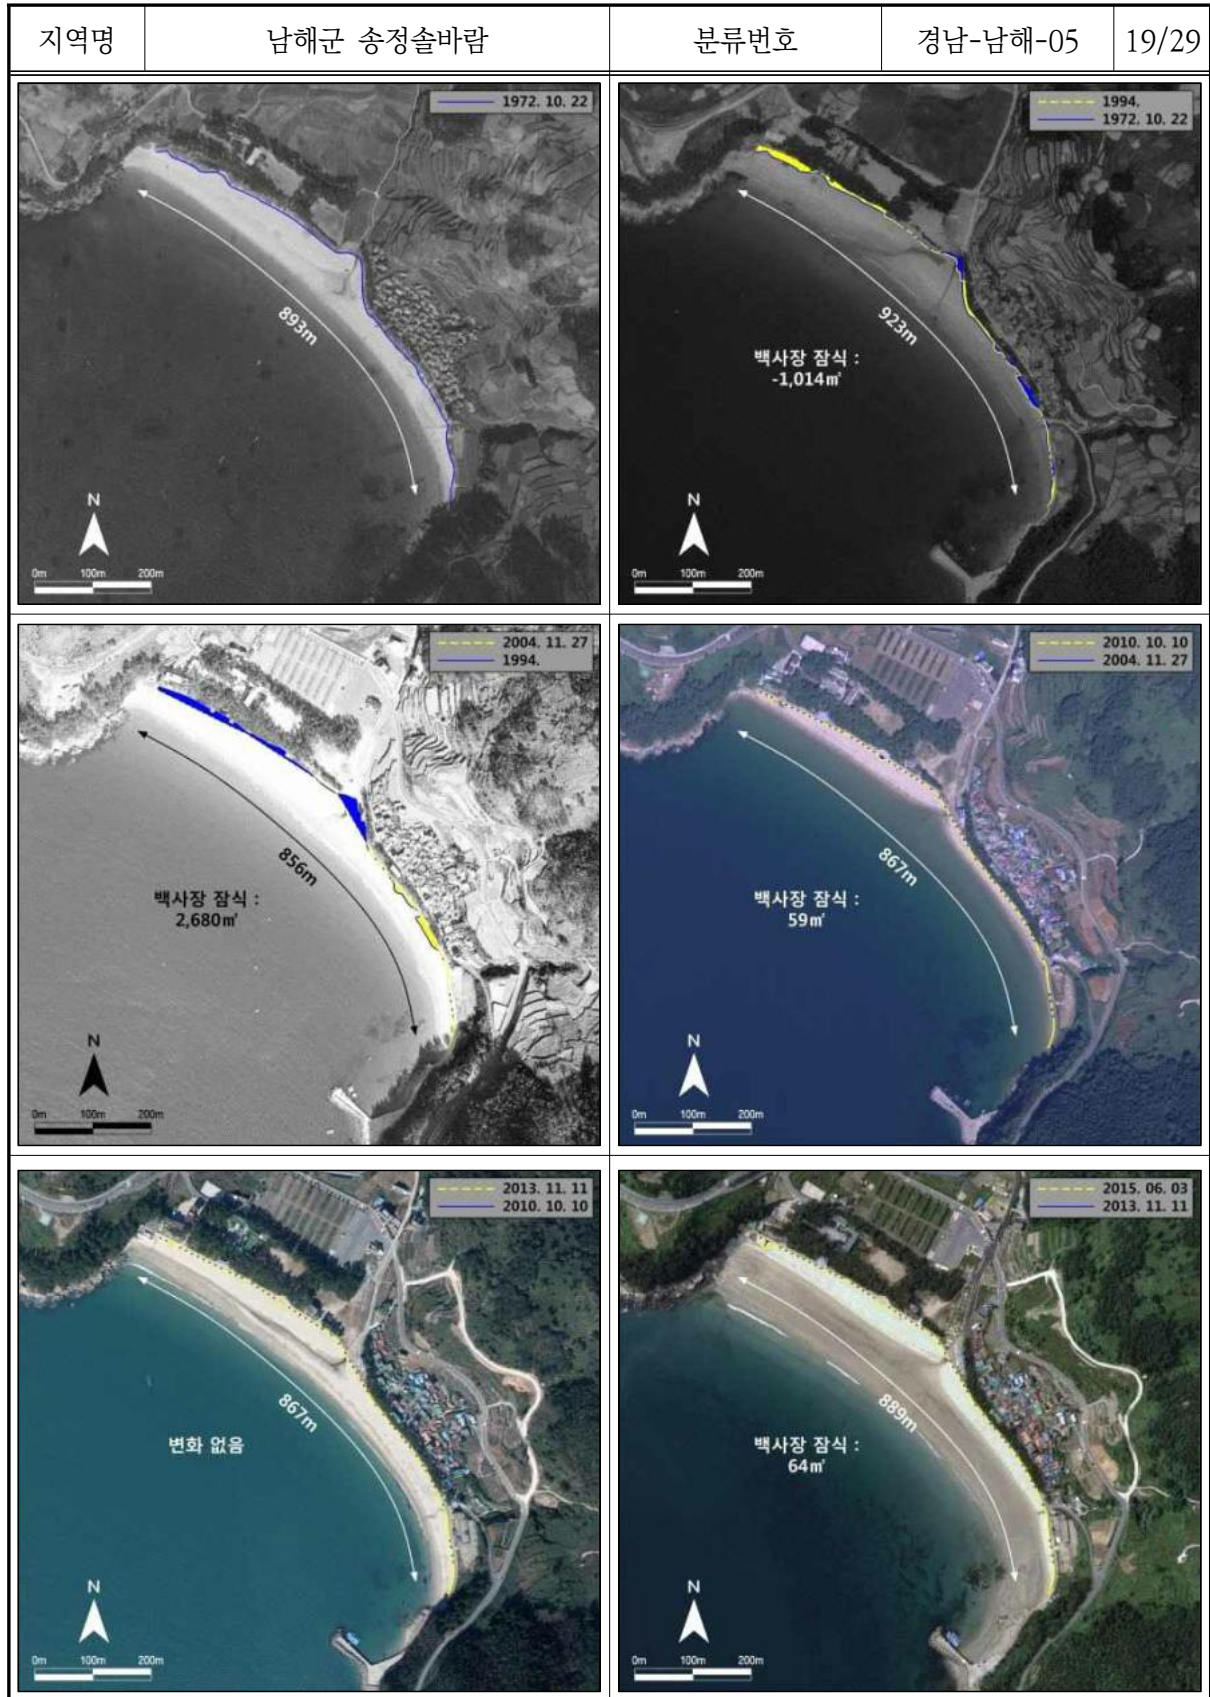 지역명 남해군 송정솔바람 분류번호 경남-남해-05 19/29
1972. 10. 22
893m
N
0m 100m 200m
1994.
1972. 10. 22
923m
백사장 잠식 :
-1,014㎡
N
0m 100m 200m
2004. 11. 27
1994.
856m
백사장 잠식 :
2,680㎡
N
0m 100m 200m
2010. 10. 10
2004. 11. 27
867m
백사장 잠식 :
59㎡
N
0m 100m 200m
2013. 11. 11
2010. 10. 10
867m
변화 없음
N
0m 100m 200m
2015. 06. 03
2013. 11. 11
889m
백사장 잠식 :
64㎡
N
0m 100m 200m